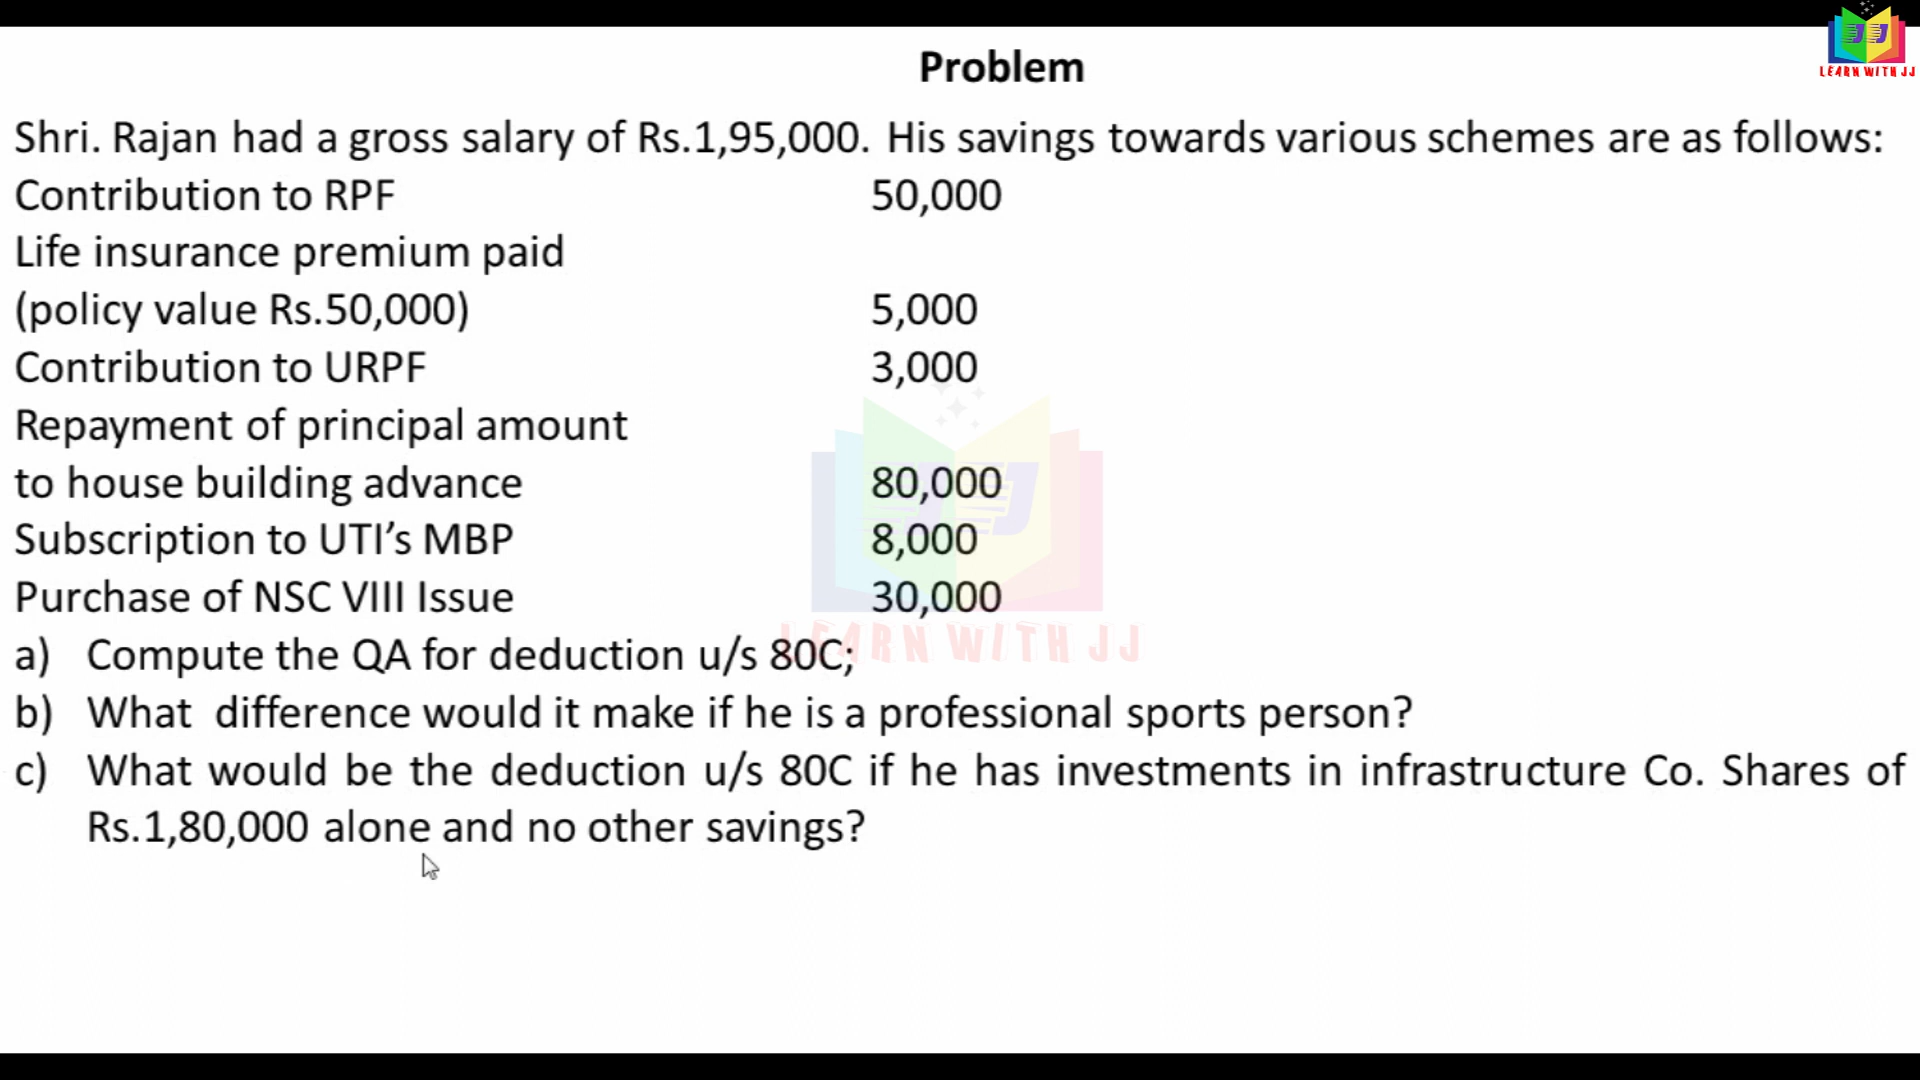 LEARN WITH JJ
Problem
Shri. Rajan had a gross salary of Rs.1,95,000. His savings towards various schemes are as follows:
Contribution to RPF 50,000
Life insurance premium paid
(policy value Rs.50,000) 5,000
Contribution to URPF 3,000
Repayment of principal amount
to house building advance 80,000
Subscription to UTI’s MBP 8,000
Purchase of NSC VIII Issue 30,000
LEARN WITH JJ
a) Compute the QA for deduction u/s 80C;
b) What difference would it make if he is a professional sports person?
c) What would be the deduction u/s 80C if he has investments in infrastructure Co. Shares of
Rs.1,80,000 alone and no other savings?